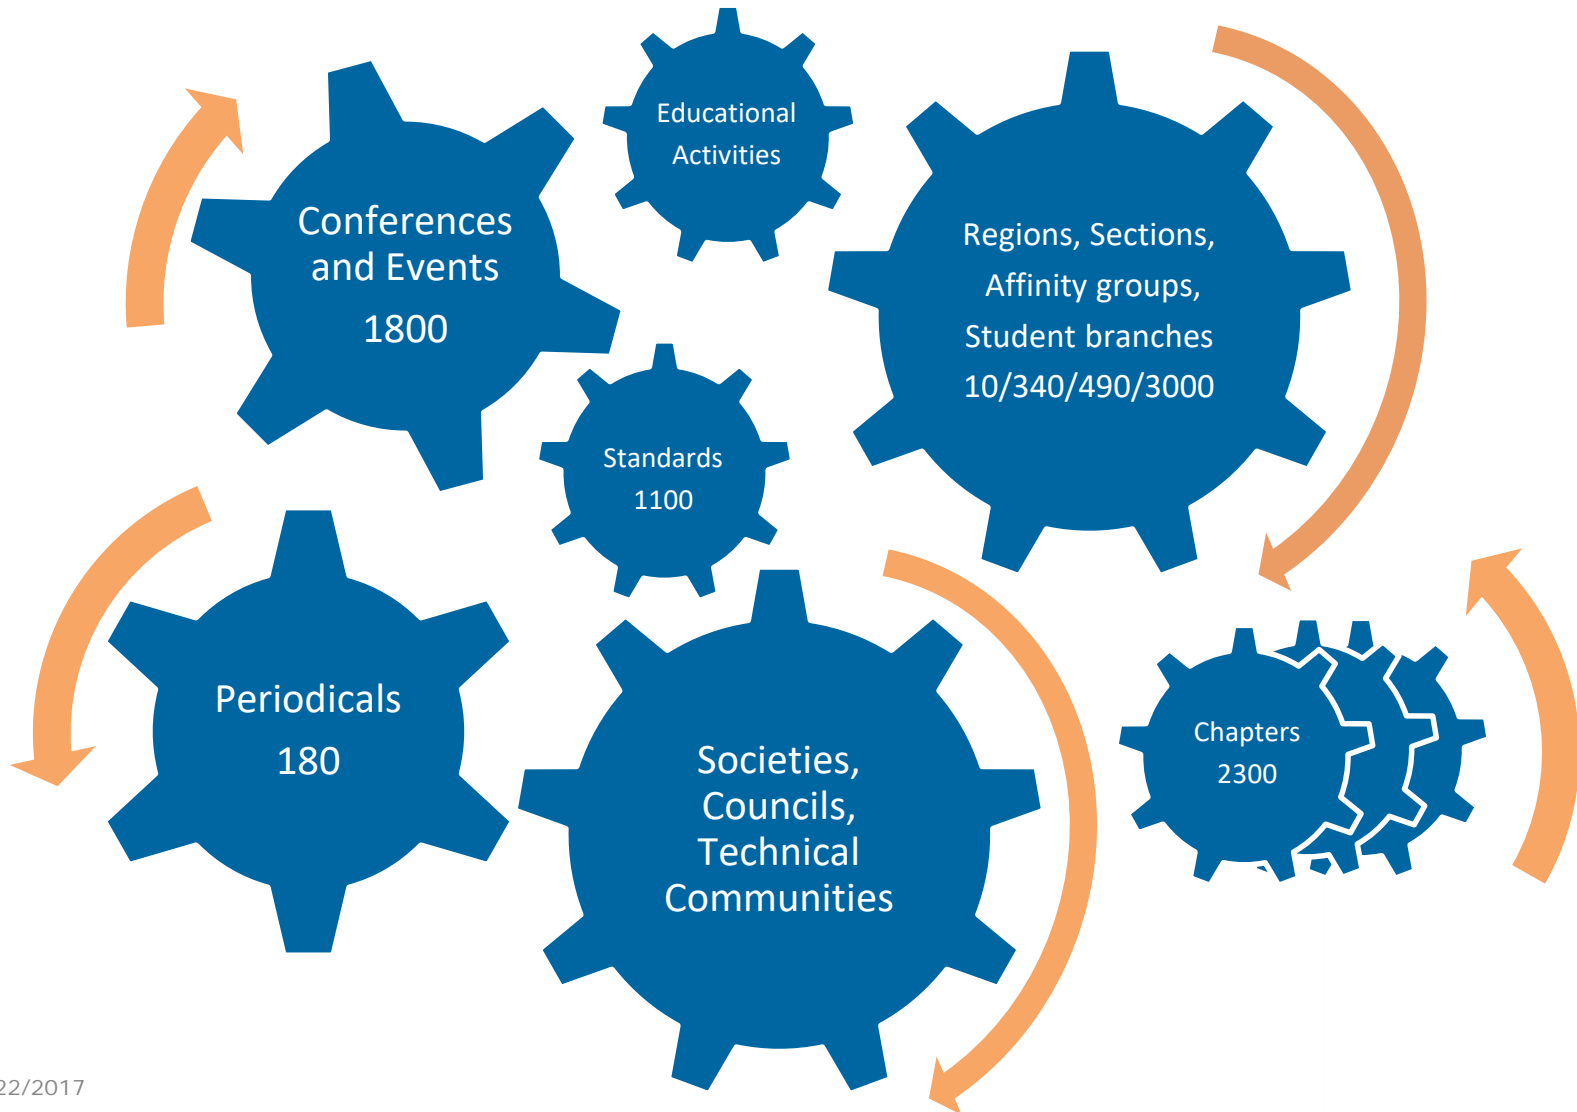 Educational
Activities
Conferences
and Events
1800
Regions, Sections,
Affinity groups,
Student branches
10/340/490/3000
Standards
1100
Periodicals
180
Societies,
Councils,
Technical
Communities
Chapters
2300
22/2017